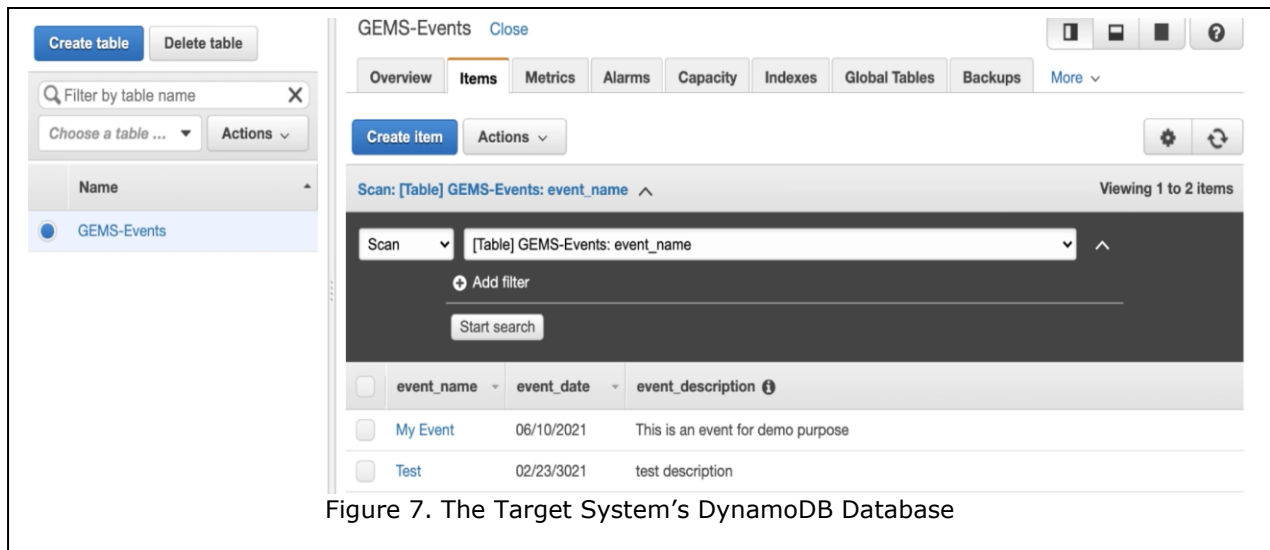 Create table Delete table
Filter by table name X
Choose a table ... Actions
Name
GEMS-Events
GEMS-Events Close
Overview Items Metrics Alarms Capacity Indexes Global Tables Backups More
Create item Actions
Scan: [Table] GEMS-Events: event_name Viewing 1 to 2 items
Scan [Table] GEMS-Events: event_name
Add filter
Start search
event_name event_date event_description
My Event 06/10/2021 This is an event for demo purpose
Test 02/23/3021 test description
Figure 7. The Target System's DynamoDB Database